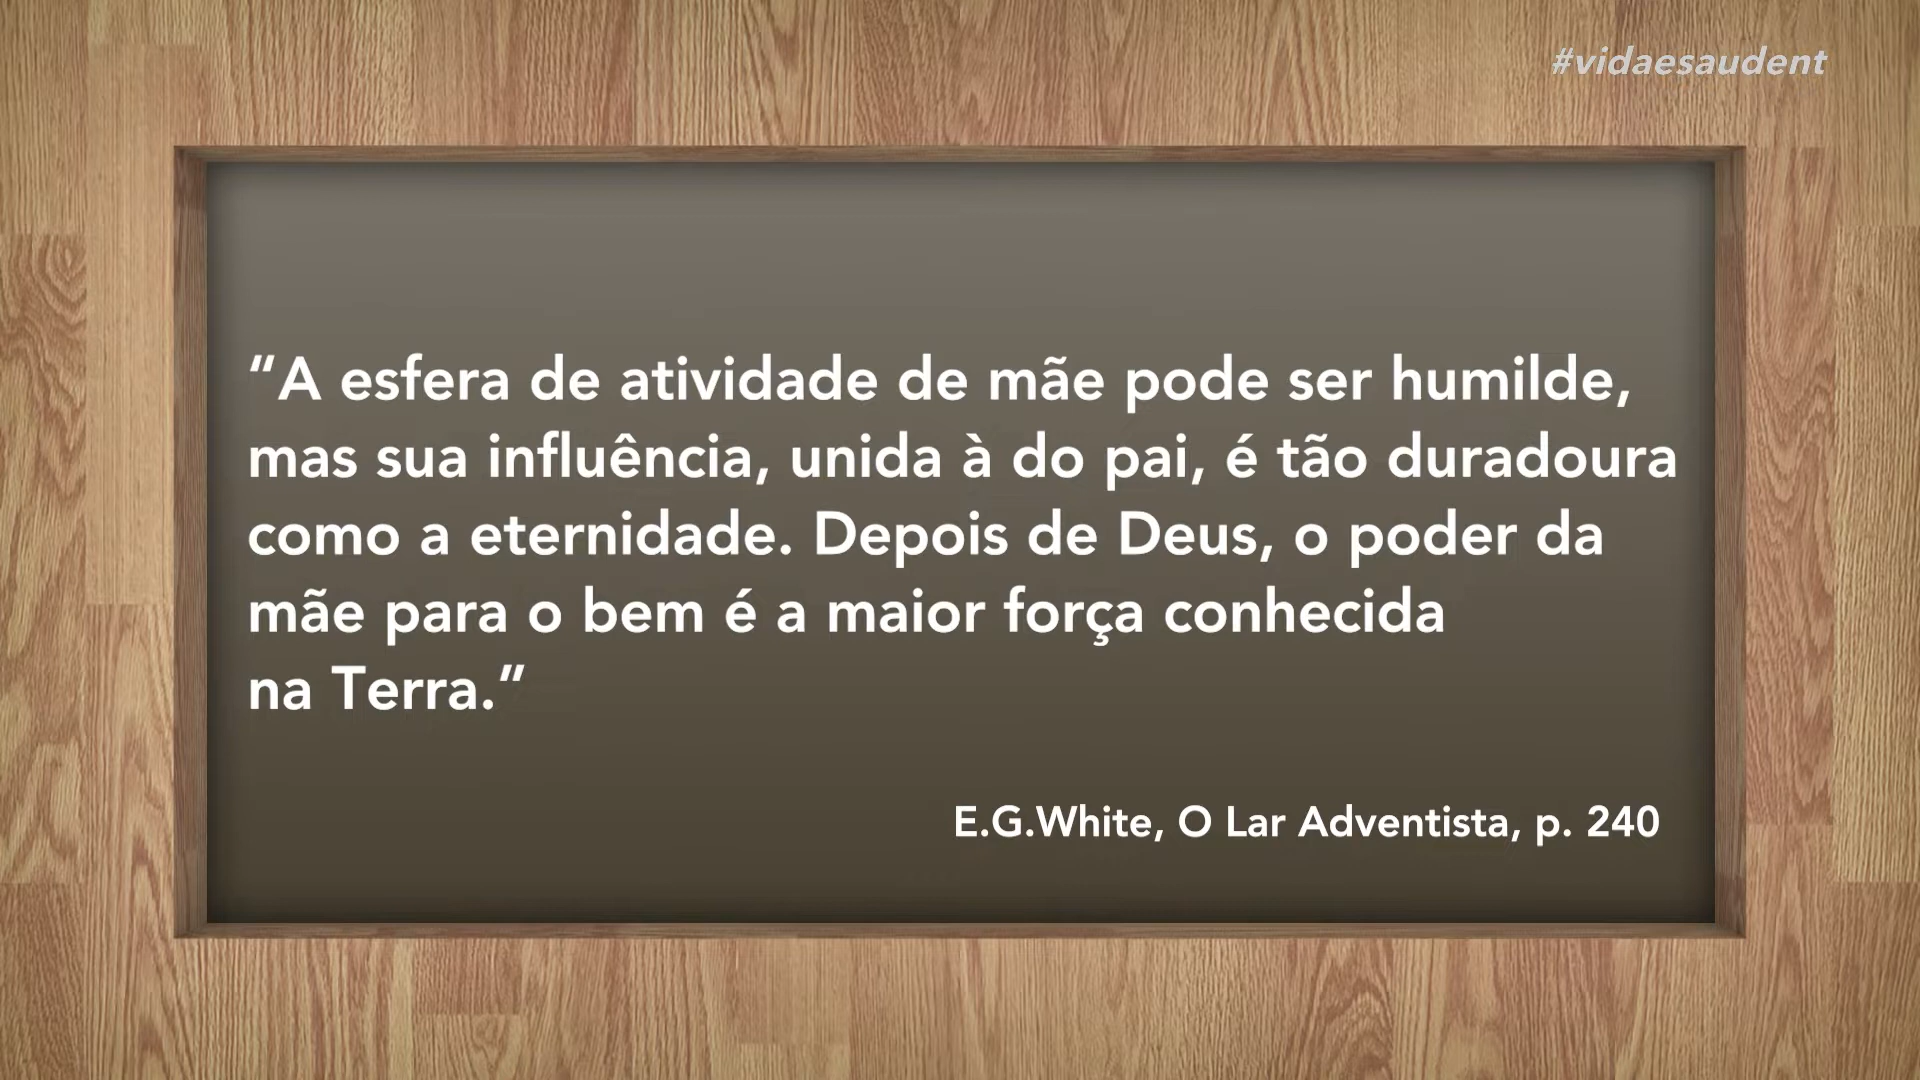 #vidaesaudent
“A esfera de atividade de mãe pode ser humilde,
mas sua influência, unida à do pai, é tão duradoura
como a eternidade. Depois de Deus, o poder da
mãe para o bem é a maior força conhecida
na Terra.”
E.G.White, O Lar Adventista, p. 240